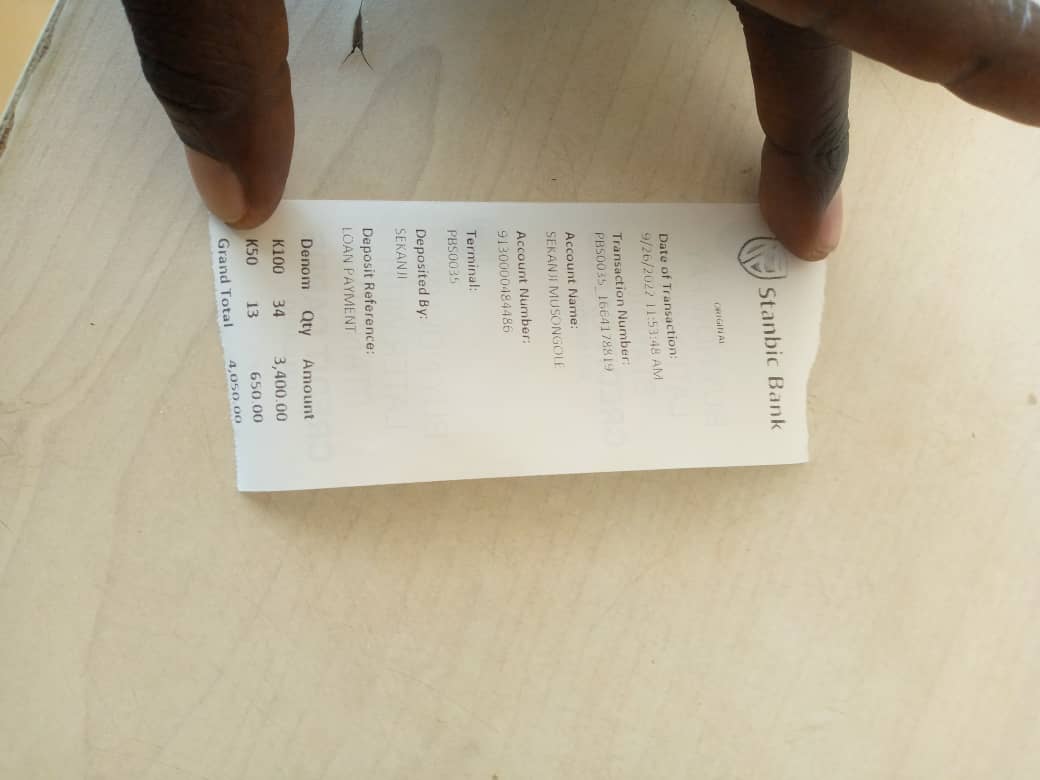 Stanbic Bank
ORIGINAL
Date of Transaction:
9/26/2022 11:53:48 AM
Transaction Number:
PBS0035_1664178819
Account Name:
SEKANJI MUSONGOLE
Account Number:
9130000484486
Terminal:
PBS0035
Deposited By:
SEKANJI
Deposit Reference:
LOAN PAYMENT
Denom Qty Amount
K100 34 3,400.00
K50 13 650.00
Grand Total 4,050.00